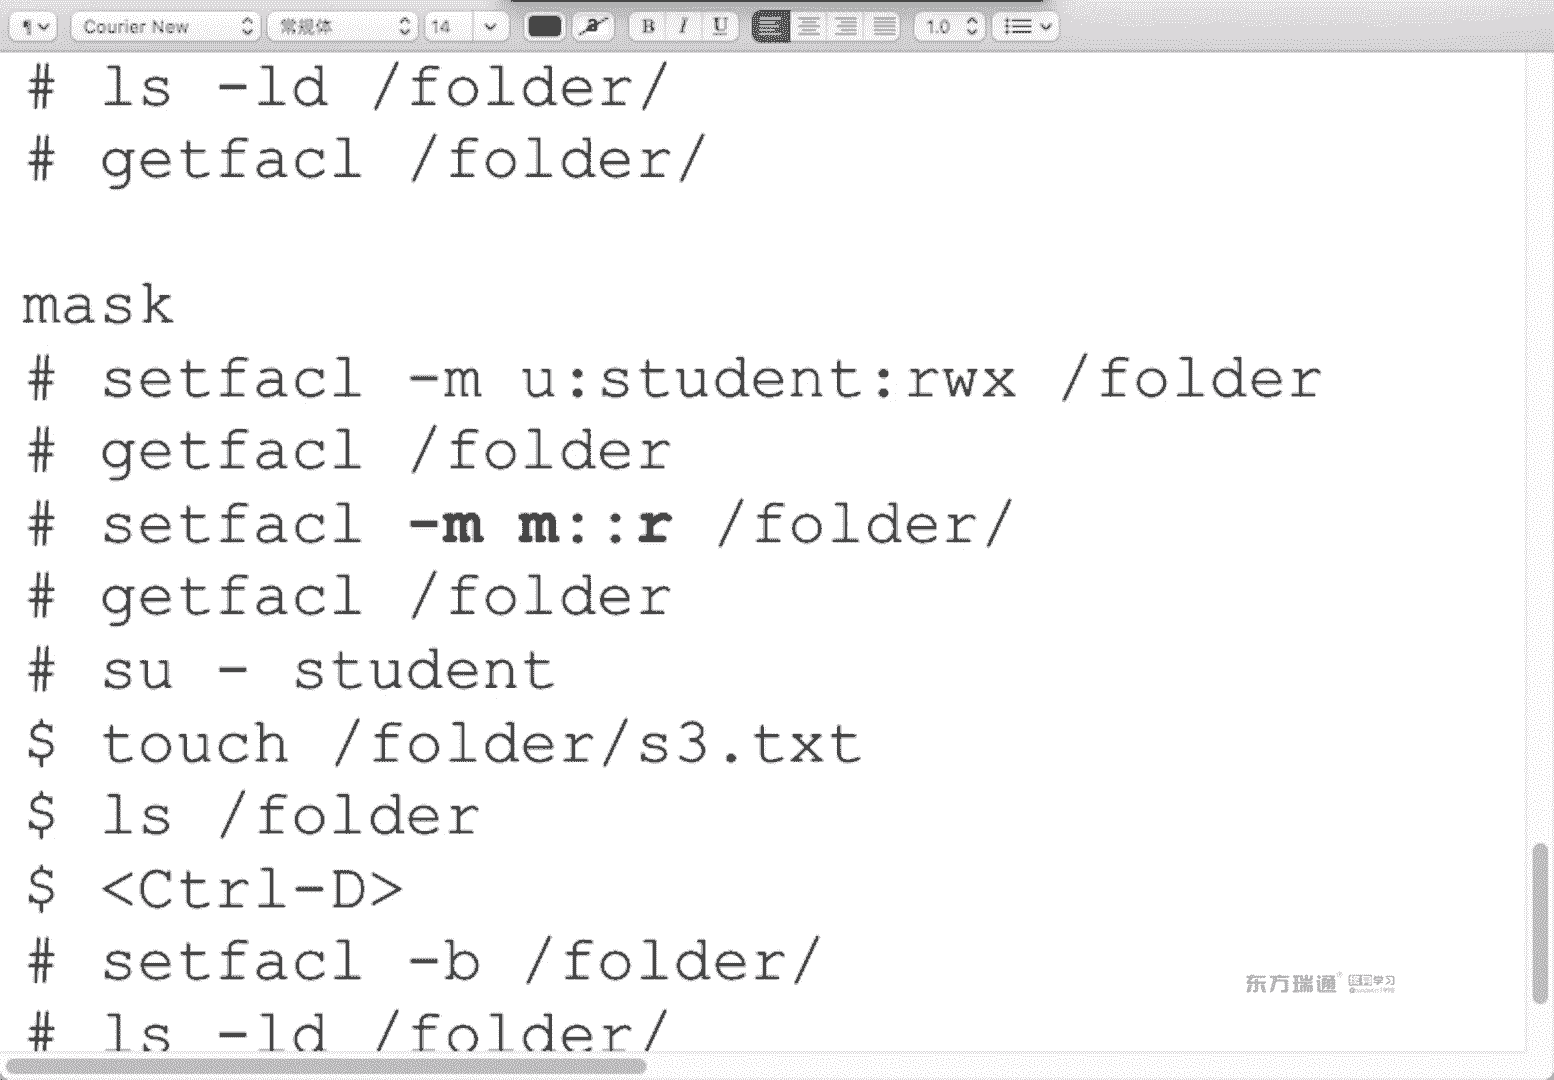 Courier New 常规体 14 B I U 1.0
# ls -ld /folder/
# getfacl /folder/
mask
# setfacl -m u:student:rwx /folder
# getfacl /folder
# setfacl -m m::r /folder/
# getfacl /folder
# su - student
$ touch /folder/s3.txt
$ ls /folder
$ <Ctrl-D>
# setfacl -b /folder/
东方瑞通 学习
# ls -ld /folder/